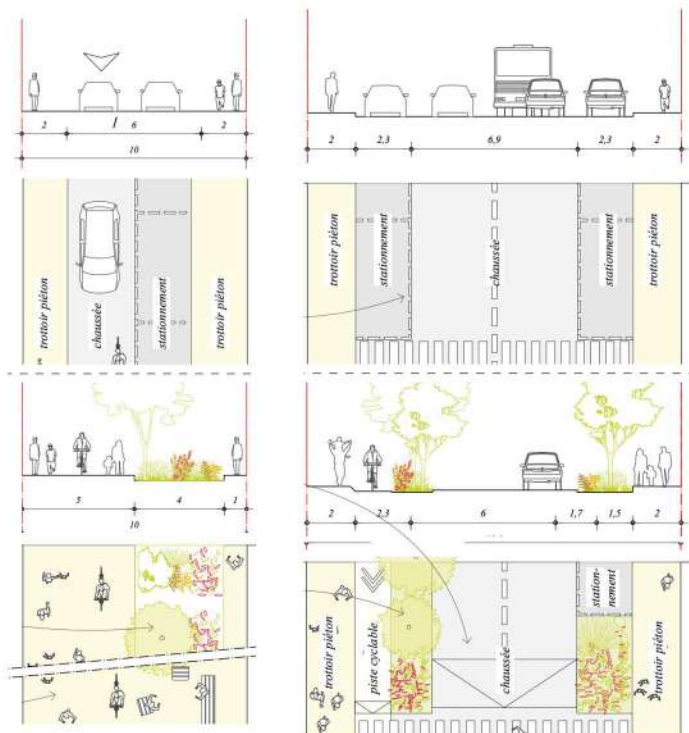 2 6 2
10
2 2,3 6,9 2,3 2
trottoir piéton
chaussée
stationnement
trottoir piéton
trottoir piéton
stationnement
chaussée
stationnement
trottoir piéton
5 4 1
10
2 2,3 6 1,7 1,5 2
trottoir piéton
piste cyclable
chaussée
station-
nement
trottoir piéton